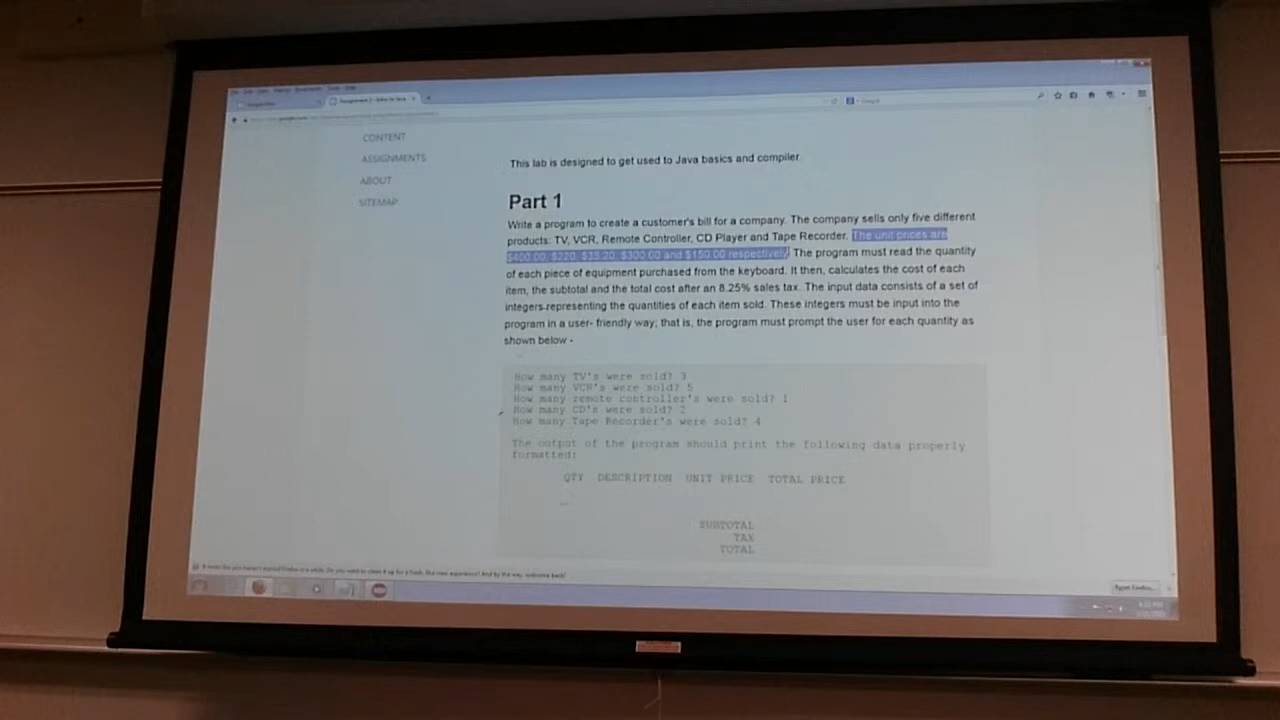 CONTENT
ASSIGNMENTS
ABOUT
SITEMAP
This lab is designed to get used to Java basics and compiler
Part 1
Write a program to create a customer's bill for a company. The company sells only five different
products: TV, VCR, Remote Controller, CD Player and Tape Recorder. The unit prices are
$400.00, $220, $35.20, $300.00 and $150.00 respectively. The program must read the quantity
of each piece of equipment purchased from the keyboard. It then, calculates the cost of each
item, the subtotal and the total cost after an 8.25% sales tax. The input data consists of a set of
integers representing the quantities of each item sold. These integers must be input into the
program in a user- friendly way; that is, the program must prompt the user for each quantity as
shown below -
How many TV's were sold? 3
How many VCR's were sold? 5
How many remote controller's were sold? 1
How many CD's were sold? 2
How many Tape Recorder's were sold? 4
The output of the program should print the following data properly
formatted:
QTY DESCRIPTION UNIT PRICE TOTAL PRICE
...
SUBTOTAL
TAX
TOTAL